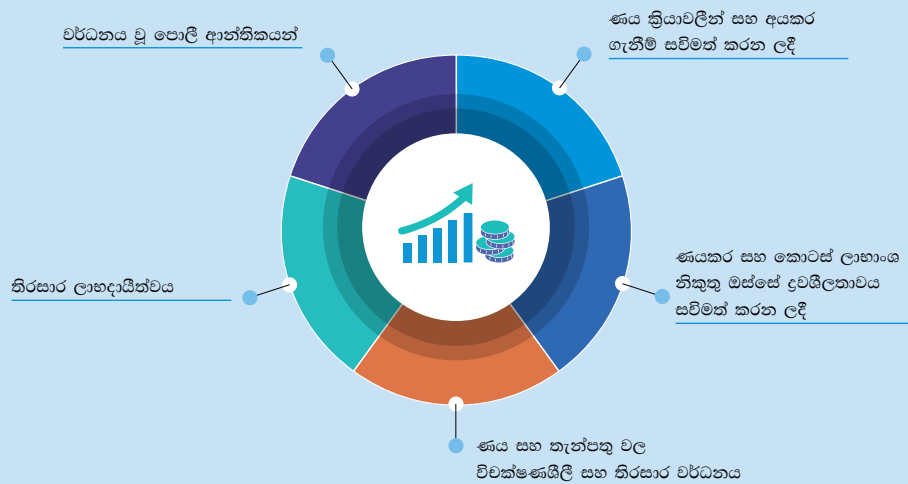 වර්ධනය වූ පොලී ආන්තිකයන්
ණය ක්‍රියාවලීන් සහ අයකර
ගැනීම් සවිමත් කරන ලදී
ණයකර සහ කොටස් ලාභාංශ
නිකුතු ඔස්සේ ද්‍රවශීලතාවය
සවිමත් කරන ලදී
තිරසාර ලාභදායීත්වය
ණය සහ තැන්පතු වල
විචක්ෂණශීලී සහ තිරසාර වර්ධනය